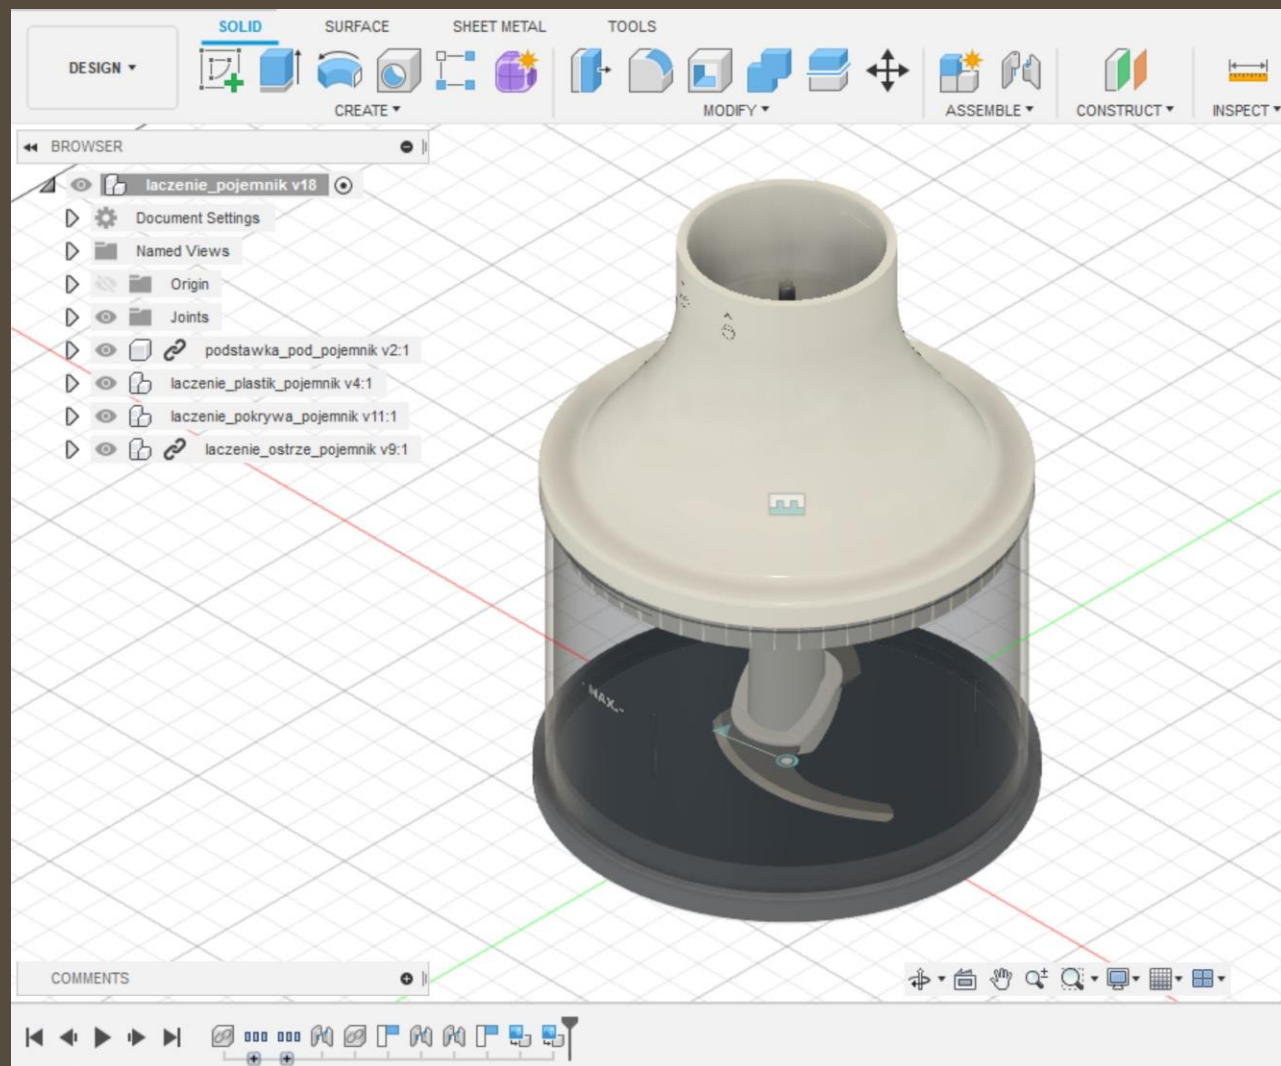 SOLID SURFACE SHEET METAL TOOLS
DESIGN
CREATE MODIFY ASSEMBLE CONSTRUCT INSPECT
BROWSER
laczenie_pojemnik v18
Document Settings
Named Views
Origin
Joints
podstawka_pod_pojemnik v2:1
laczenie_plastik_pojemnik v4:1
laczenie_pokrywa_pojemnik v11:1
laczenie_ostrze_pojemnik v9:1
MAX
COMMENTS